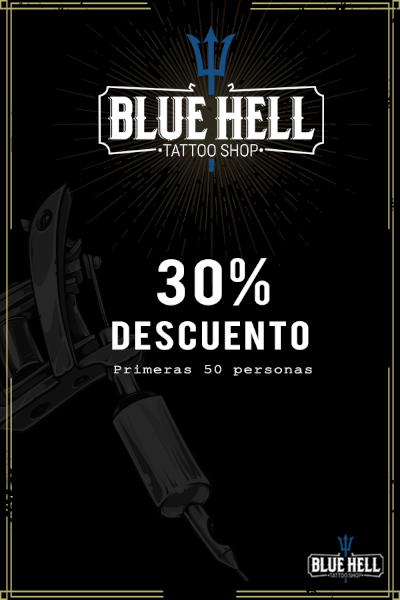 BLUE HELL
•TATTOO SHOP•
30%
DESCUENTO
Primeras 50 personas
BLUE HELL
•TATTOO SHOP•